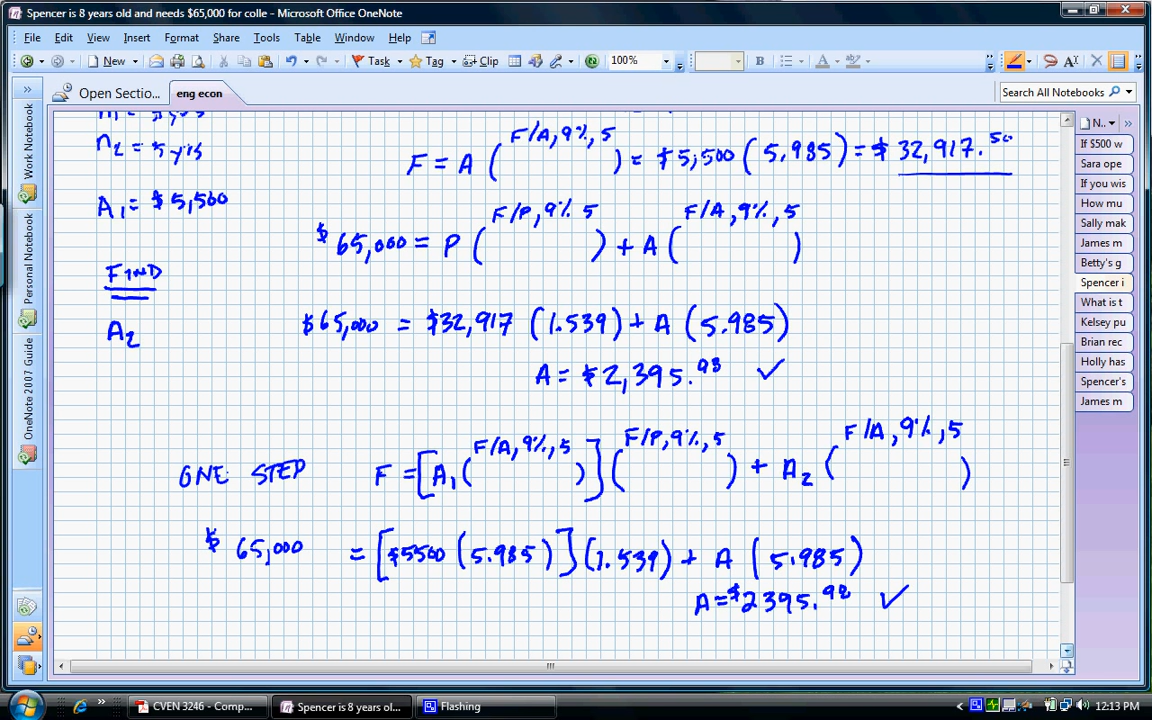 Spencer is 8 years old and needs $65,000 for colle - Microsoft Office OneNote
File Edit View Insert Format Share Tools Table Window Help
New Task Tag Clip 100% B A ab A
Open Sectio... eng econ Search All Notebooks
Work Notebook
Personal Notebook
OneNote 2007 Guide
N..
If $500 w
Sara ope
If you wis
How mu
Sally mak
James m
Betty's g
Spencer i
What is t
Kelsey pu
Brian rec
Holly has
Spencer's
James m
n2 = 5 yrs
A1 = $5,500
FIND
A2
F/A, 9%, 5
F = A ( ) = $5,500 (5.985) = $32,917.50
F/P, 9% 5 F/A, 9%, 5
$65,000 = P ( ) + A ( )
$65,000 = $32,917 (1.539) + A (5.985)
A = $2,395.98 ✓
F/A, 9%, 5 F/P, 9%, 5 F/A, 9%, 5
ONE STEP F = [A1 ( )] ( ) + A2 ( )
$65,000 = [$5500 (5.985)] (1.539) + A (5.985)
A = $2395.98 ✓
CVEN 3246 - Comp... Spencer is 8 years ol... Flashing 12:13 PM